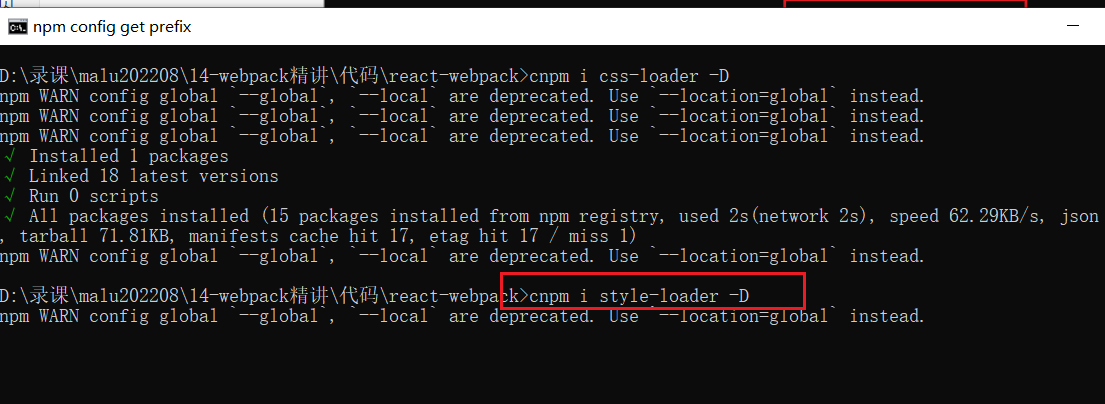 npm config get prefix
D:\录课\malu202208\14-webpack精讲\代码\react-webpack>cnpm i css-loader -D
npm WARN config global `--global`, `--local` are deprecated. Use `--location=global` instead.
npm WARN config global `--global`, `--local` are deprecated. Use `--location=global` instead.
npm WARN config global `--global`, `--local` are deprecated. Use `--location=global` instead.
√ Installed 1 packages
√ Linked 18 latest versions
√ Run 0 scripts
√ All packages installed (15 packages installed from npm registry, used 2s(network 2s), speed 62.29KB/s, json
, tarball 71.81KB, manifests cache hit 17, etag hit 17 / miss 1)
npm WARN config global `--global`, `--local` are deprecated. Use `--location=global` instead.
D:\录课\malu202208\14-webpack精讲\代码\react-webpack>cnpm i style-loader -D
npm WARN config global `--global`, `--local` are deprecated. Use `--location=global` instead.